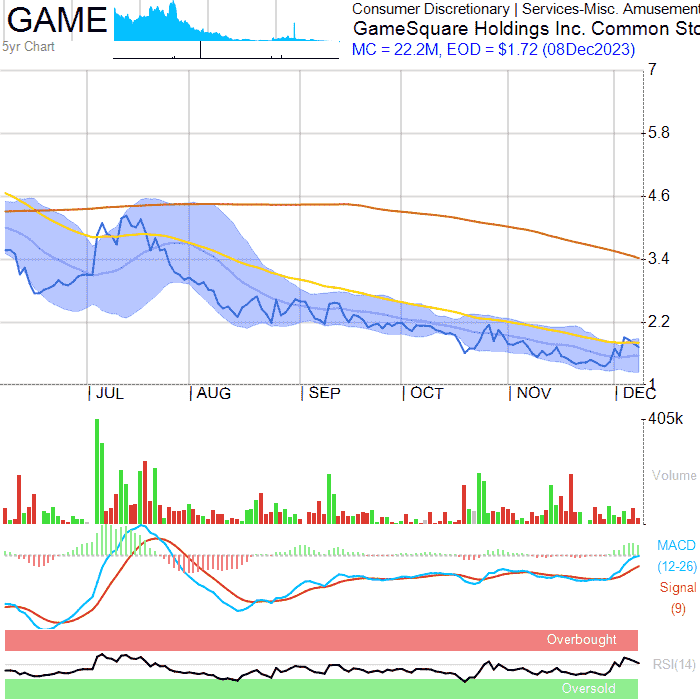 GAME
5yr Chart
Consumer Discretionary | Services-Misc. Amusement
GameSquare Holdings Inc. Common Sto
MC = 22.2M, EOD = $1.72 (08Dec2023)
7
5.8
4.6
3.4
2.2
1
JUL
AUG
SEP
OCT
NOV
DEC
405k
Volume
MACD
(12-26)
Signal
(9)
Overbought
RSI(14)
Oversold